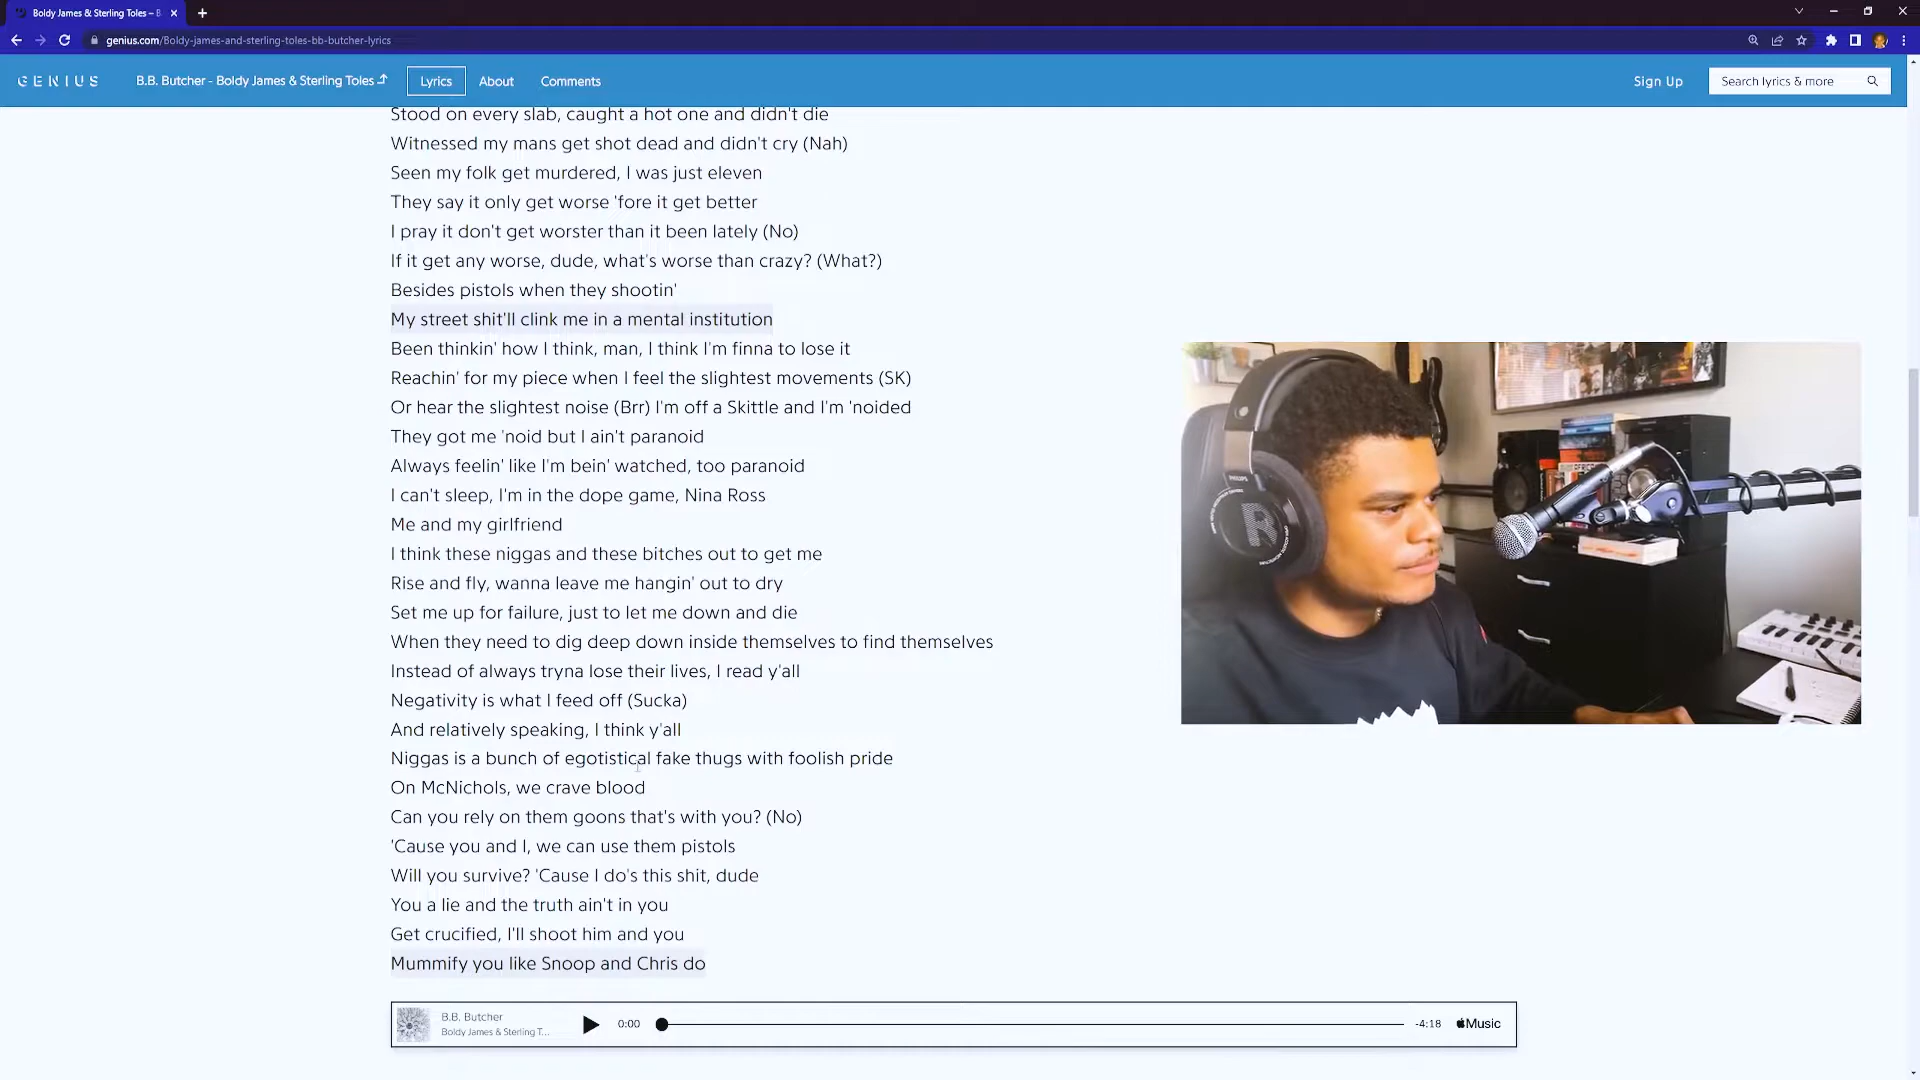 Boldy James & Sterling Toles – B
genius.com/Boldy-james-and-sterling-toles-bb-butcher-lyrics
GENIUS
B.B. Butcher - Boldy James & Sterling Toles
Lyrics
About
Comments
Sign Up
Search lyrics & more
Stood on every slab, caught a hot one and didn't die
Witnessed my mans get shot dead and didn't cry (Nah)
Seen my folk get murdered, I was just eleven
They say it only get worse 'fore it get better
I pray it don't get worster than it been lately (No)
If it get any worse, dude, what's worse than crazy? (What?)
Besides pistols when they shootin'
My street shit'll clink me in a mental institution
Been thinkin' how I think, man, I think I'm finna to lose it
Reachin' for my piece when I feel the slightest movements (SK)
Or hear the slightest noise (Brr) I'm off a Skittle and I'm 'noided
They got me 'noid but I ain't paranoid
Always feelin' like I'm bein' watched, too paranoid
I can't sleep, I'm in the dope game, Nina Ross
Me and my girlfriend
I think these niggas and these bitches out to get me
Rise and fly, wanna leave me hangin' out to dry
Set me up for failure, just to let me down and die
When they need to dig deep down inside themselves to find themselves
Instead of always tryna lose their lives, I read y'all
Negativity is what I feed off (Sucka)
And relatively speaking, I think y'all
Niggas is a bunch of egotistical fake thugs with foolish pride
On McNichols, we crave blood
Can you rely on them goons that's with you? (No)
'Cause you and I, we can use them pistols
Will you survive? 'Cause I do's this shit, dude
You a lie and the truth ain't in you
Get crucified, I'll shoot him and you
Mummify you like Snoop and Chris do
B.B. Butcher
Boldy James & Sterling T...
0:00
-4:18
Music
PHILIPS